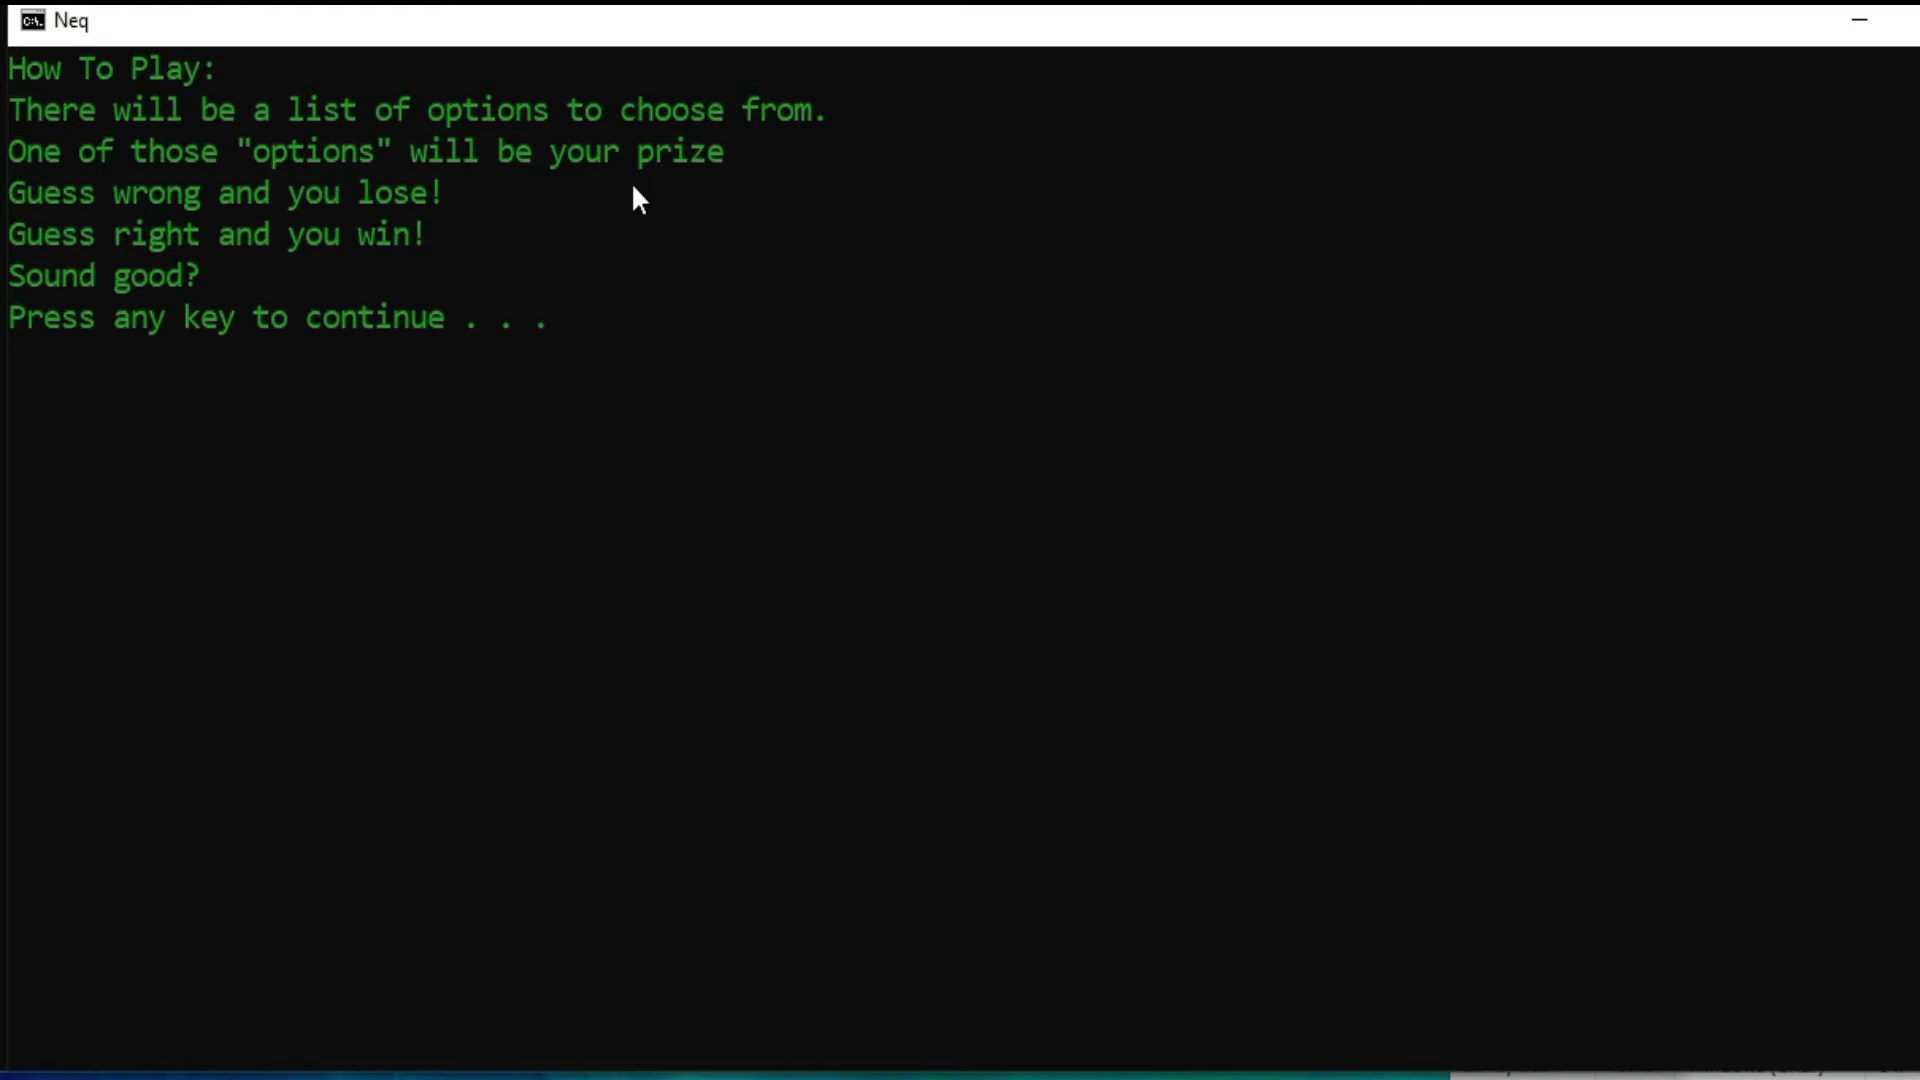 Neq
How To Play:
There will be a list of options to choose from.
One of those "options" will be your prize
Guess wrong and you lose!
Guess right and you win!
Sound good?
Press any key to continue . . .